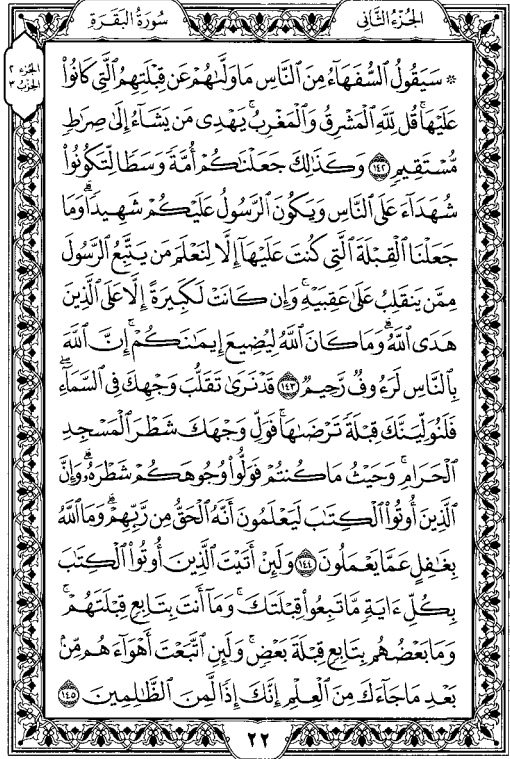 سُورَةُ البَقَرَةِ
الجُزْءُ الثَّانِي
الجزء ٢
الحزب ٣
۞ سَيَقُولُ ٱلسُّفَهَآءُ مِنَ ٱلنَّاسِ مَا وَلَّىٰهُمْ عَن قِبْلَتِهِمُ ٱلَّتِى كَانُوا۟
عَلَيْهَا ۚ قُل لِّلَّهِ ٱلْمَشْرِقُ وَٱلْمَغْرِبُ ۚ يَهْدِى مَن يَشَآءُ إِلَىٰ صِرَٰطٍ
مُّسْتَقِيمٍ ١٤٢ وَكَذَٰلِكَ جَعَلْنَٰكُمْ أُمَّةً وَسَطًا لِّتَكُونُوا۟
شُهَدَآءَ عَلَى ٱلنَّاسِ وَيَكُونَ ٱلرَّسُولُ عَلَيْكُمْ شَهِيدًا ۗ وَمَا
جَعَلْنَا ٱلْقِبْلَةَ ٱلَّتِى كُنتَ عَلَيْهَآ إِلَّا لِنَعْلَمَ مَن يَتَّبِعُ ٱلرَّسُولَ
مِمَّن يَنقَلِبُ عَلَىٰ عَقِبَيْهِ ۚ وَإِن كَانَتْ لَكَبِيرَةً إِلَّا عَلَى ٱلَّذِينَ
هَدَى ٱللَّهُ ۗ وَمَا كَانَ ٱللَّهُ لِيُضِيعَ إِيمَٰنَكُمْ ۚ إِنَّ ٱللَّهَ
بِٱلنَّاسِ لَرَءُوفٌ رَّحِيمٌ ١٤٣ قَدْ نَرَىٰ تَقَلُّبَ وَجْهِكَ فِى ٱلسَّمَآءِ ۖ
فَلَنُوَلِّيَنَّكَ قِبْلَةً تَرْضَىٰهَا ۚ فَوَلِّ وَجْهَكَ شَطْرَ ٱلْمَسْجِدِ
ٱلْحَرَامِ ۚ وَحَيْثُ مَا كُنتُمْ فَوَلُّوا۟ وُجُوهَكُمْ شَطْرَهُۥ ۗ وَإِنَّ
ٱلَّذِينَ أُوتُوا۟ ٱلْكِتَٰبَ لَيَعْلَمُونَ أَنَّهُ ٱلْحَقُّ مِن رَّبِّهِمْ ۗ وَمَا ٱللَّهُ
بِغَٰفِلٍ عَمَّا يَعْمَلُونَ ١٤٤ وَلَئِنْ أَتَيْتَ ٱلَّذِينَ أُوتُوا۟ ٱلْكِتَٰبَ
بِكُلِّ ءَايَةٍ مَّا تَبِعُوا۟ قِبْلَتَكَ ۚ وَمَآ أَنتَ بِتَابِعٍ قِبْلَتَهُمْ ۚ
وَمَا بَعْضُهُم بِتَابِعٍ قِبْلَةَ بَعْضٍ ۚ وَلَئِنِ ٱتَّبَعْتَ أَهْوَآءَهُم مِّنۢ
بَعْدِ مَا جَآءَكَ مِنَ ٱلْعِلْمِ ۙ إِنَّكَ إِذًا لَّمِنَ ٱلظَّٰلِمِينَ ١٤٥
٢٢